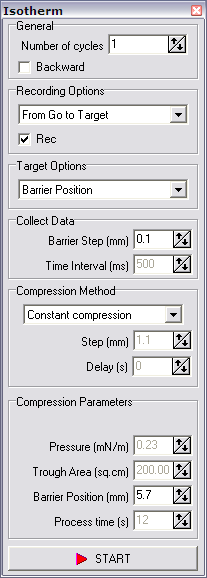 Isotherm
General
Number of cycles 1
Backward
Recording Options
From Go to Target
Rec
Target Options
Barrier Position
Collect Data
Barrier Step (mm) 0.1
Time Interval (ms) 500
Compression Method
Constant compression
Step (mm) 1.1
Delay (s) 0
Compression Parameters
Pressure (mN/m) 0.23
Trough Area (sq.cm) 200.00
Barrier Position (mm) 5.7
Process time (s) 12
START